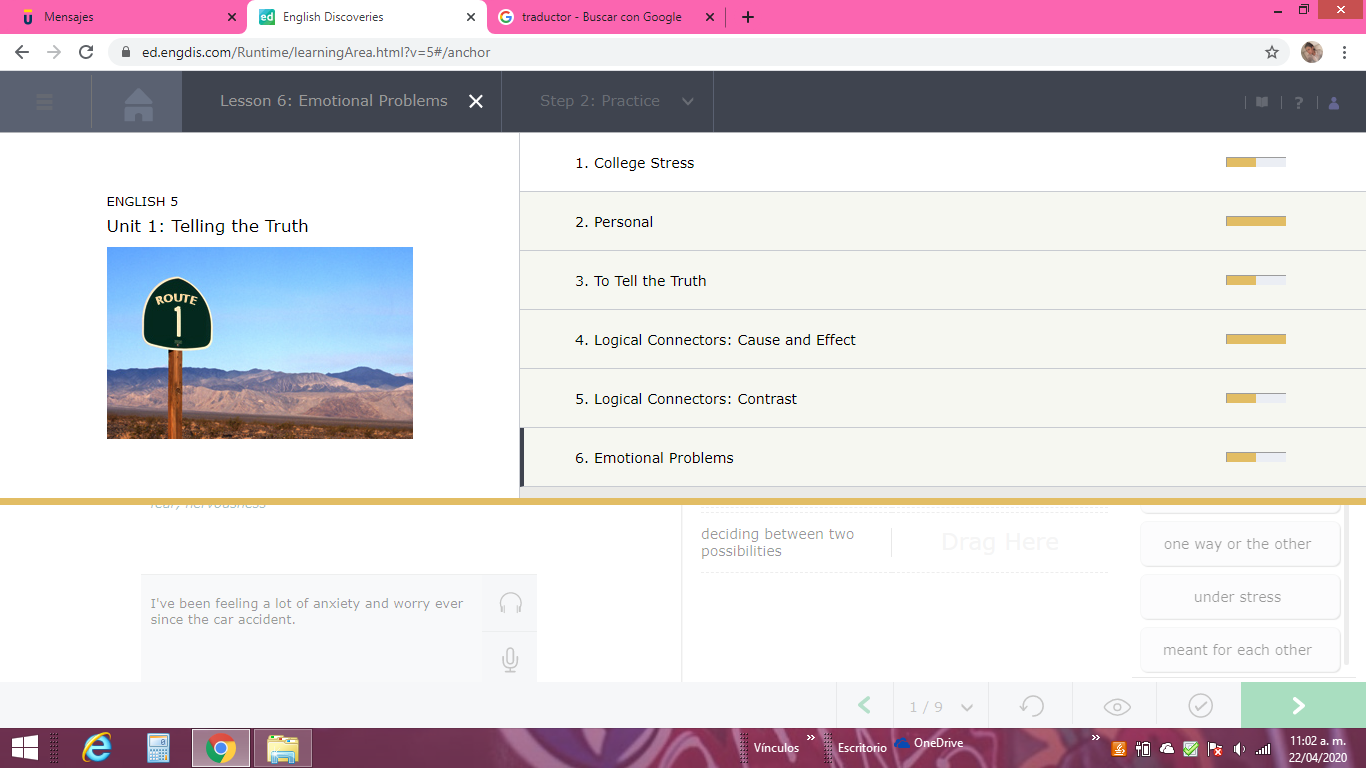 Mensajes
English Discoveries
traductor - Buscar con Google
ed.engdis.com/Runtime/learningArea.html?v=5#/anchor
Lesson 6: Emotional Problems
Step 2: Practice
?
ENGLISH 5
Unit 1: Telling the Truth
ROUTE
1
1. College Stress
2. Personal
3. To Tell the Truth
4. Logical Connectors: Cause and Effect
5. Logical Connectors: Contrast
6. Emotional Problems
fear, nervousness
I've been feeling a lot of anxiety and worry ever
since the car accident.
deciding between two
possibilities
Drag Here
one way or the other
under stress
meant for each other
1 / 9
Vínculos
Escritorio
OneDrive
11:02 a. m.
22/04/2020